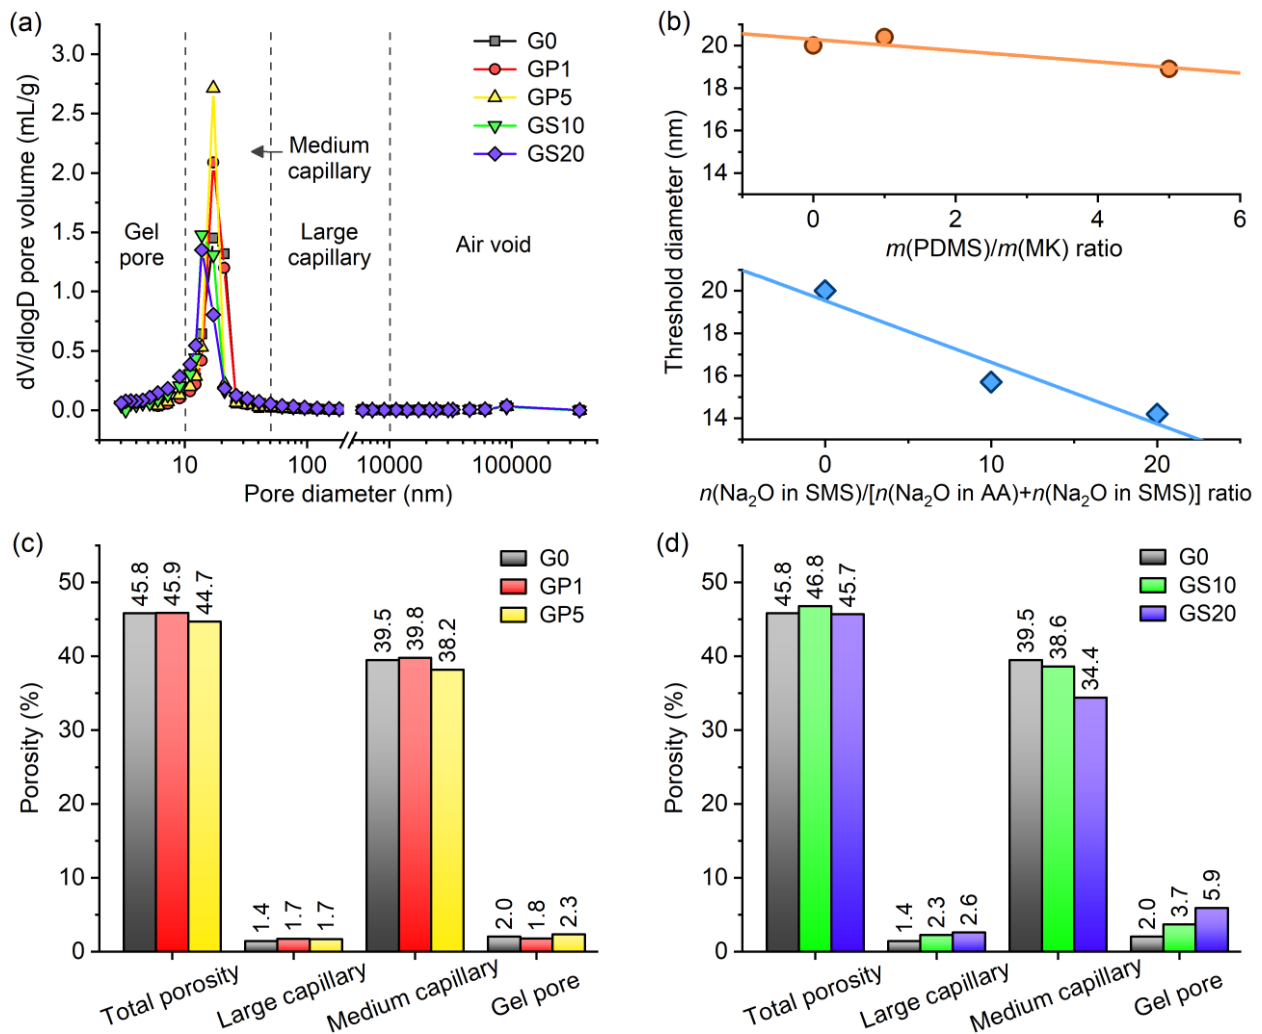 (a)
dV/dlogD pore volume (mL/g)
3.0
2.5
2.0
1.5
1.0
0.5
0.0
G0
GP1
GP5
GS10
GS20
Medium
capillary
Gel
pore
Large
capillary
Air void
10
100
10000
100000
Pore diameter (nm)
(b)
Threshold diameter (nm)
20
18
16
14
0
2
4
6
m(PDMS)/m(MK) ratio
20
18
16
14
0
10
20
n(Na₂O in SMS)/[n(Na₂O in AA)+n(Na₂O in SMS)] ratio
(c)
Porosity (%)
50
40
30
20
10
0
G0
GP1
GP5
45.8
45.9
44.7
1.4
1.7
1.7
39.5
39.8
38.2
2.0
1.8
2.3
Total porosity
Large capillary
Medium capillary
Gel pore
(d)
Porosity (%)
50
40
30
20
10
0
G0
GS10
GS20
45.8
46.8
45.7
1.4
2.3
2.6
39.5
38.6
34.4
2.0
3.7
5.9
Total porosity
Large capillary
Medium capillary
Gel pore